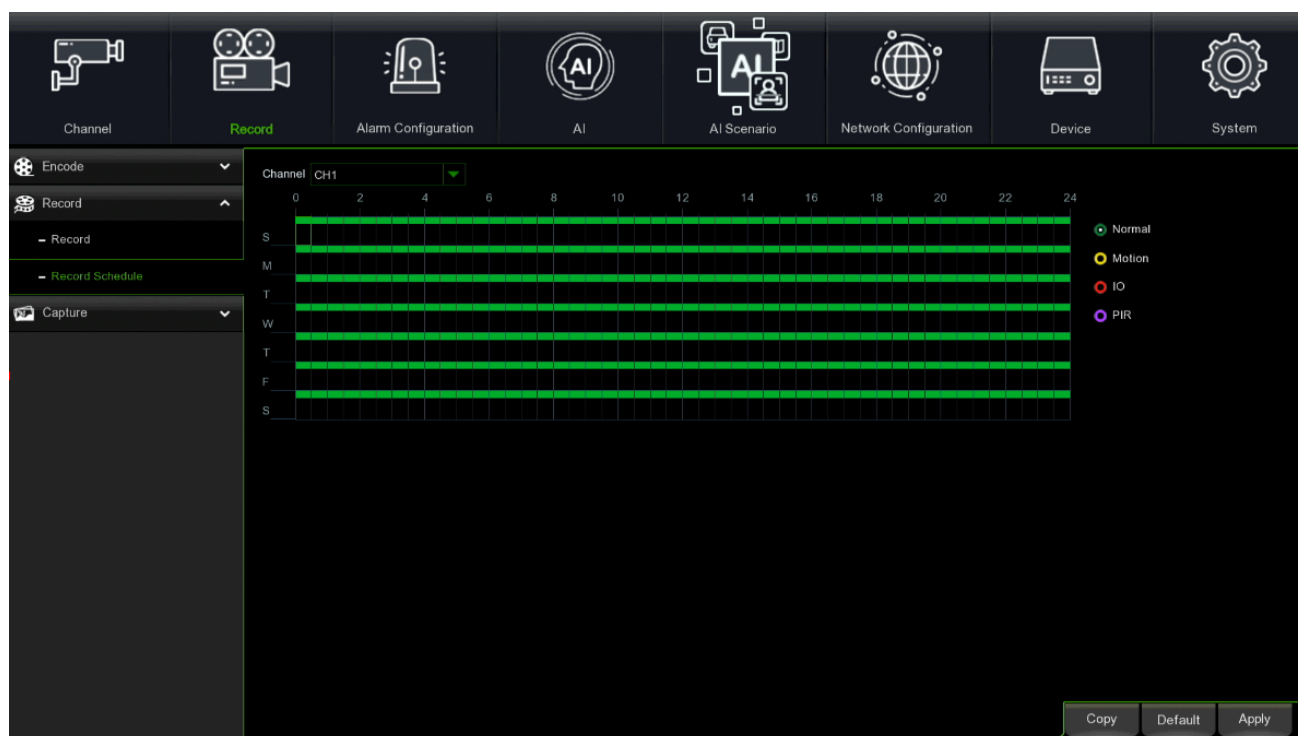 AI
AI
Channel Record Alarm Configuration AI AI Scenario Network Configuration Device System
Encode
Record
Record
Record Schedule
Capture
Channel CH1
0 2 4 6 8 10 12 14 16 18 20 22 24
S
M
T
W
T
F
S
Normal
Motion
IO
PIR
Copy Default Apply